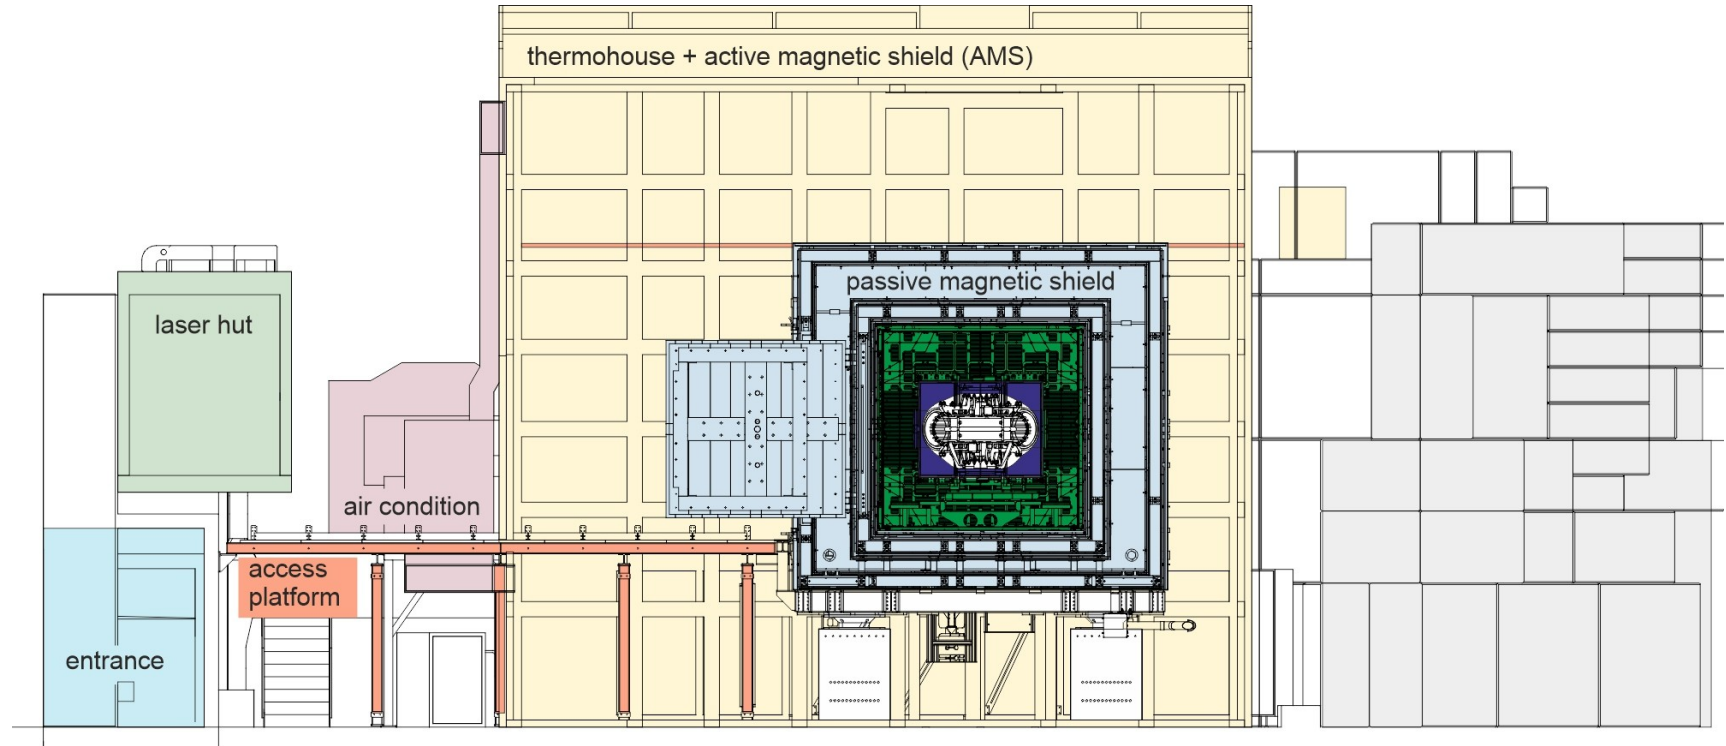 thermohouse + active magnetic shield (AMS)
passive magnetic shield
laser hut
air condition
access
platform
entrance